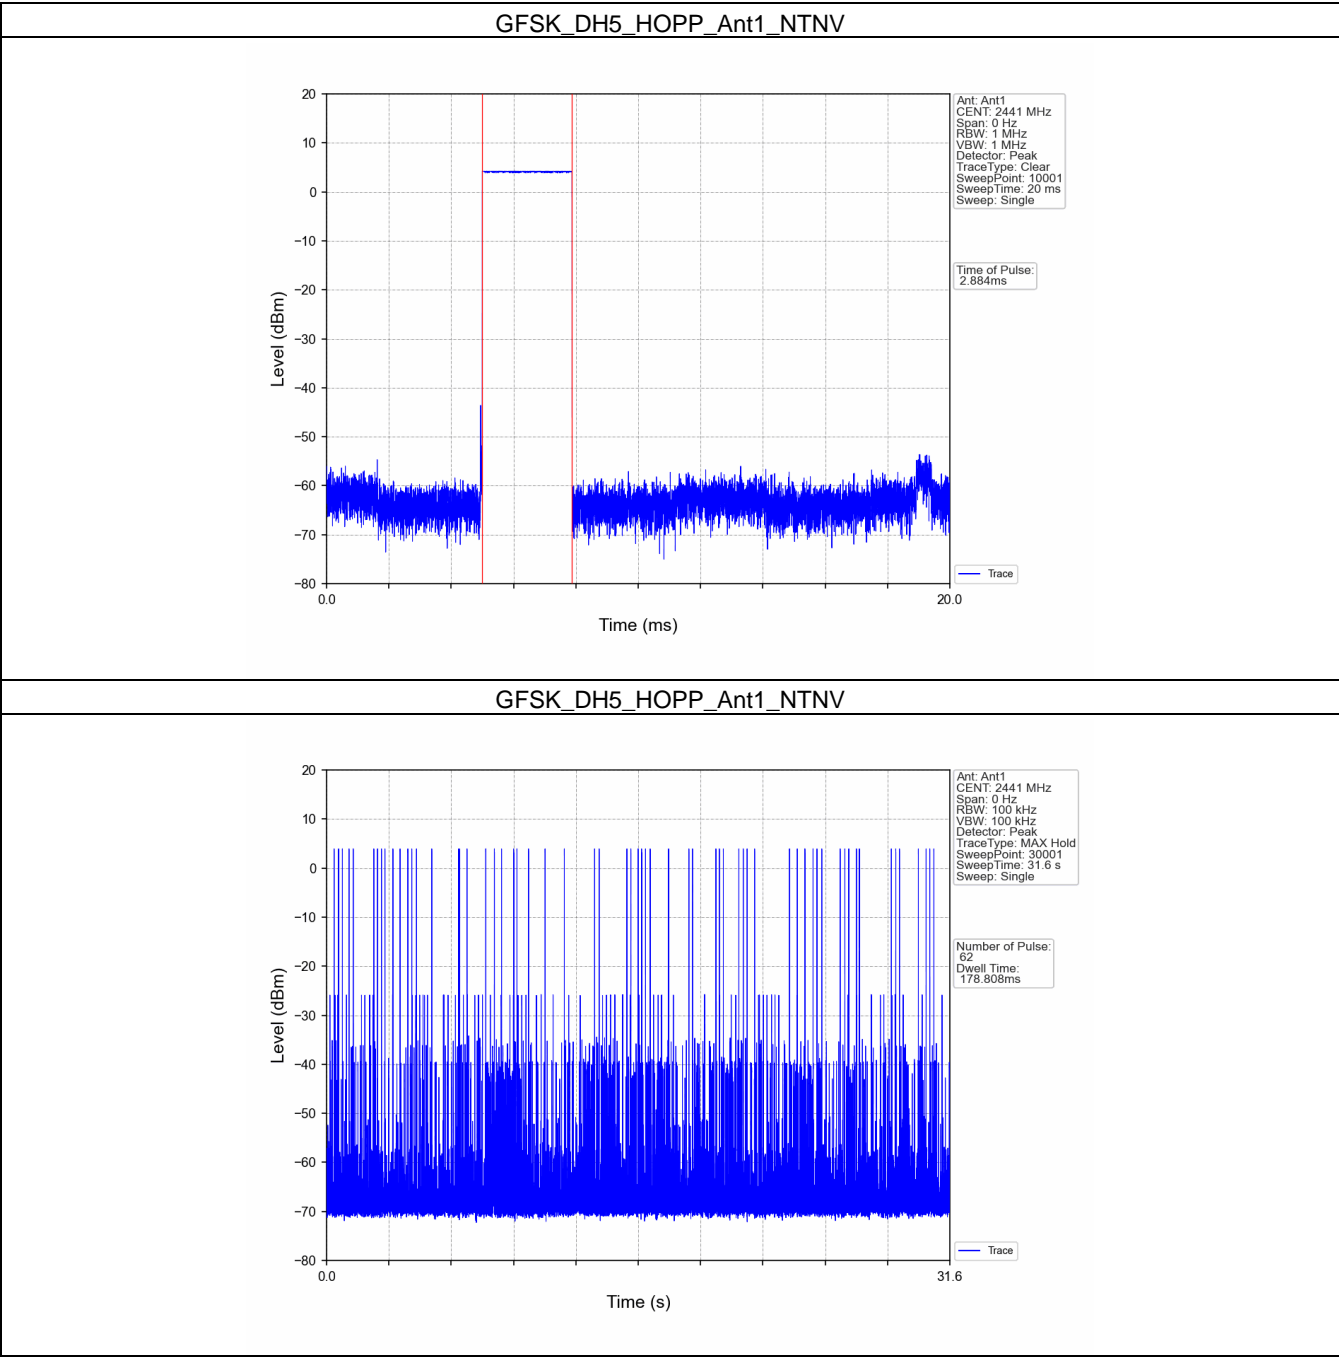 GFSK_DH5_HOPP_Ant1_NTNV
20
10
0
−10
−20
−30
−40
−50
−60
−70
−80
Level (dBm)
0.0
20.0
Time (ms)
Ant: Ant1
CENT: 2441 MHz
Span: 0 Hz
RBW: 1 MHz
VBW: 1 MHz
Detector: Peak
TraceType: Clear
SweepPoint: 10001
SweepTime: 20 ms
Sweep: Single
Time of Pulse:
2.884ms
Trace
GFSK_DH5_HOPP_Ant1_NTNV
20
10
0
−10
−20
−30
−40
−50
−60
−70
−80
Level (dBm)
0.0
31.6
Time (s)
Ant: Ant1
CENT: 2441 MHz
Span: 0 Hz
RBW: 100 kHz
VBW: 100 kHz
Detector: Peak
TraceType: MAX Hold
SweepPoint: 30001
SweepTime: 31.6 s
Sweep: Single
Number of Pulse:
62
Dwell Time:
178.808ms
Trace